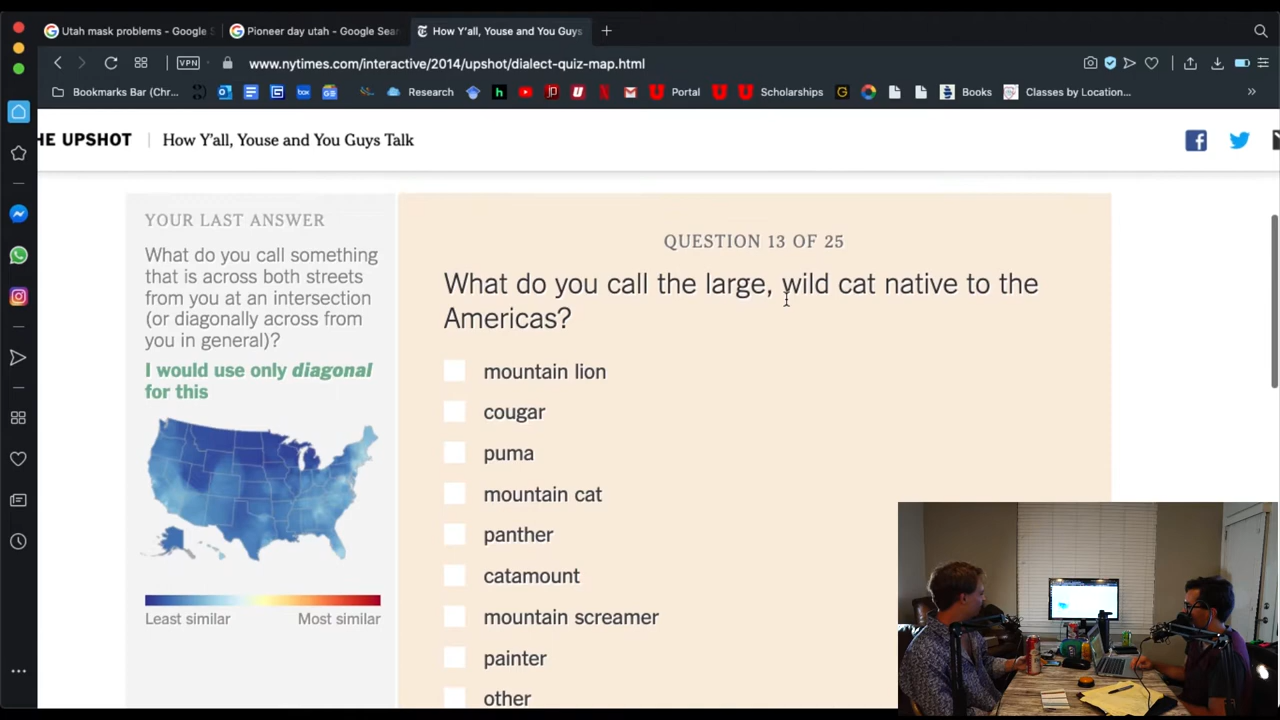 Utah mask problems - Google S
Pioneer day utah - Google Sear
How Y'all, Youse and You Guys
VPN
www.nytimes.com/interactive/2014/upshot/dialect-quiz-map.html
Bookmarks Bar (Chr...
Research
Portal
Scholarships
Books
Classes by Location...
HE UPSHOT
How Y'all, Youse and You Guys Talk
YOUR LAST ANSWER
What do you call something
that is across both streets
from you at an intersection
(or diagonally across from
you in general)?
I would use only diagonal
for this
Least similar
Most similar
QUESTION 13 OF 25
What do you call the large, wild cat native to the
Americas?
mountain lion
cougar
puma
mountain cat
panther
catamount
mountain screamer
painter
other